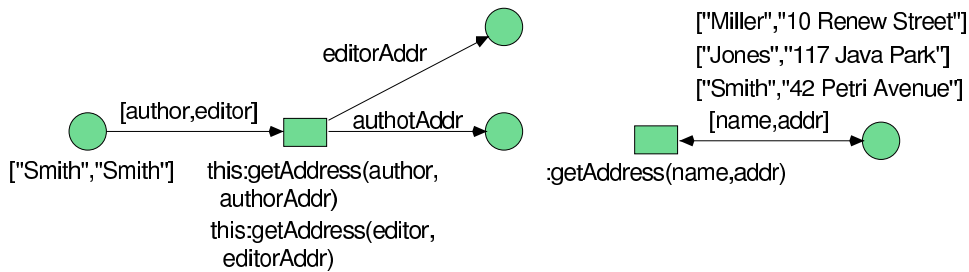 editorAddr
[author,editor]
authotAddr
["Smith","Smith"]
this:getAddress(author,
authorAddr)
this:getAddress(editor,
editorAddr)
["Miller","10 Renew Street"]
["Jones","117 Java Park"]
["Smith","42 Petri Avenue"]
[name,addr]
:getAddress(name,addr)